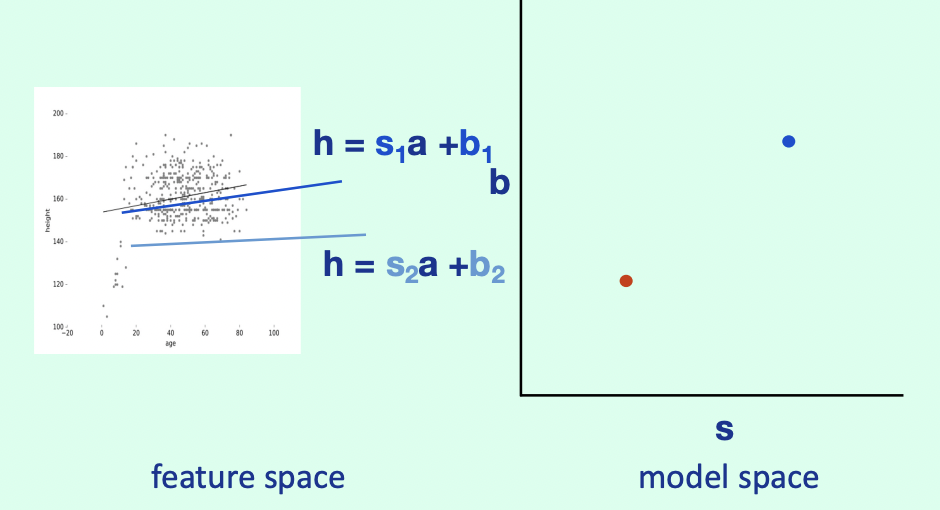 200
180
160
140
120
100
height
−20 0 20 40 60 80 100
age
h = s₁a +b₁
h = s₂a +b₂
b
s
feature space
model space